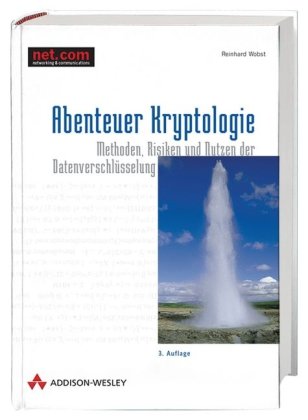 net.com
networking & communications
Reinhard Wobst
Abenteuer Kryptologie
Methoden, Risiken und Nutzen der
Datenverschlüsselung
3. Auflage
ADDISON-WESLEY